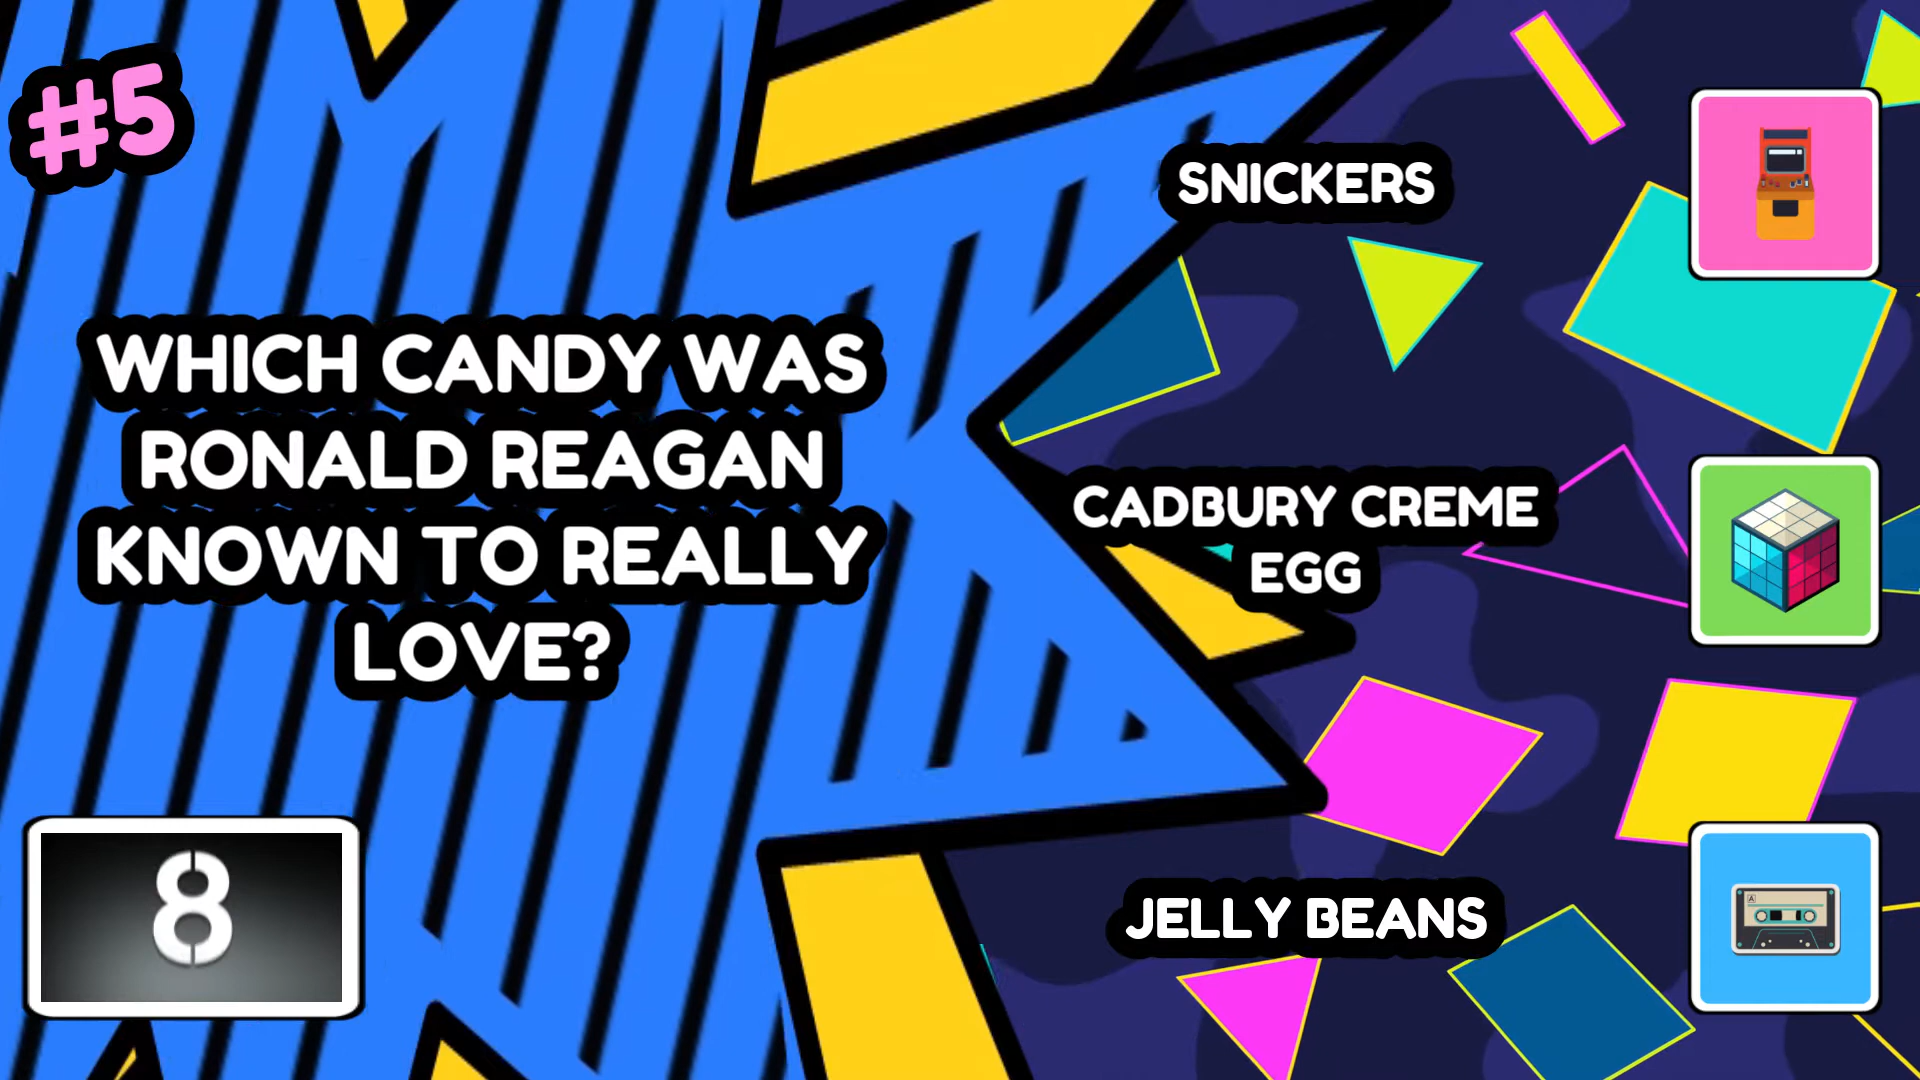 #5
WHICH CANDY WAS
RONALD REAGAN
KNOWN TO REALLY
LOVE?
SNICKERS
CADBURY CREME
EGG
JELLY BEANS
8
A